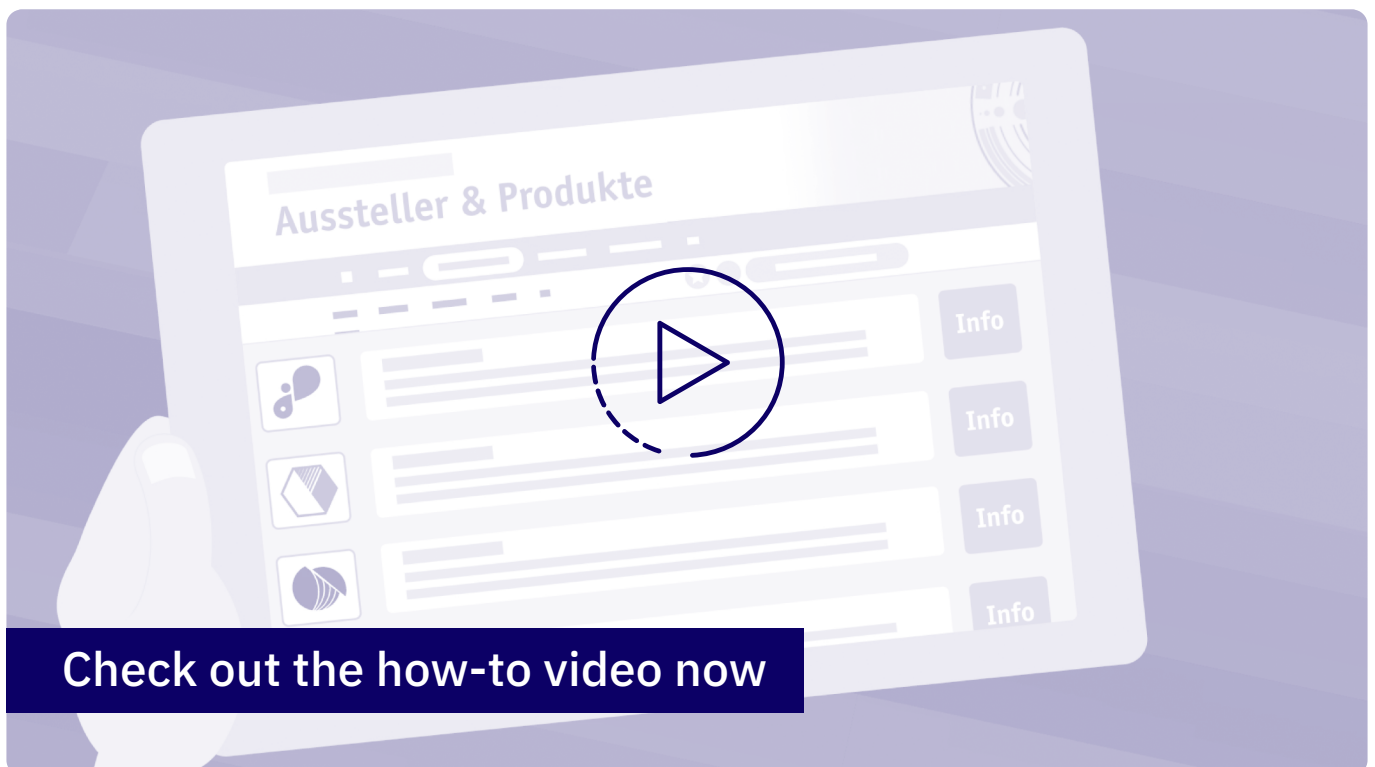 Aussteller & Produkte
Info
Info
Info
Info
Check out the how-to video now